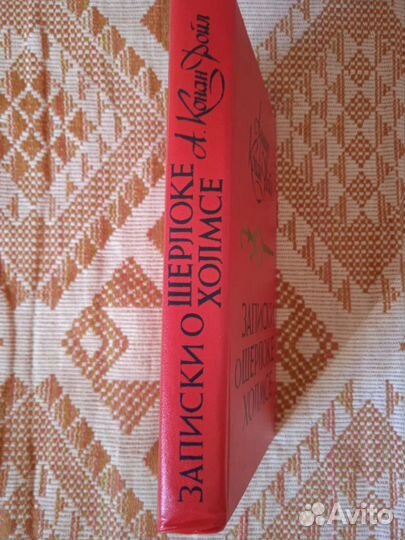 А. Конан Дойл
ЗАПИСКИ О ШЕРЛОКЕ
ХОЛМСЕ
ЗАПИСКИ
О ШЕРЛОКЕ
ХОЛМСЕ
Avito